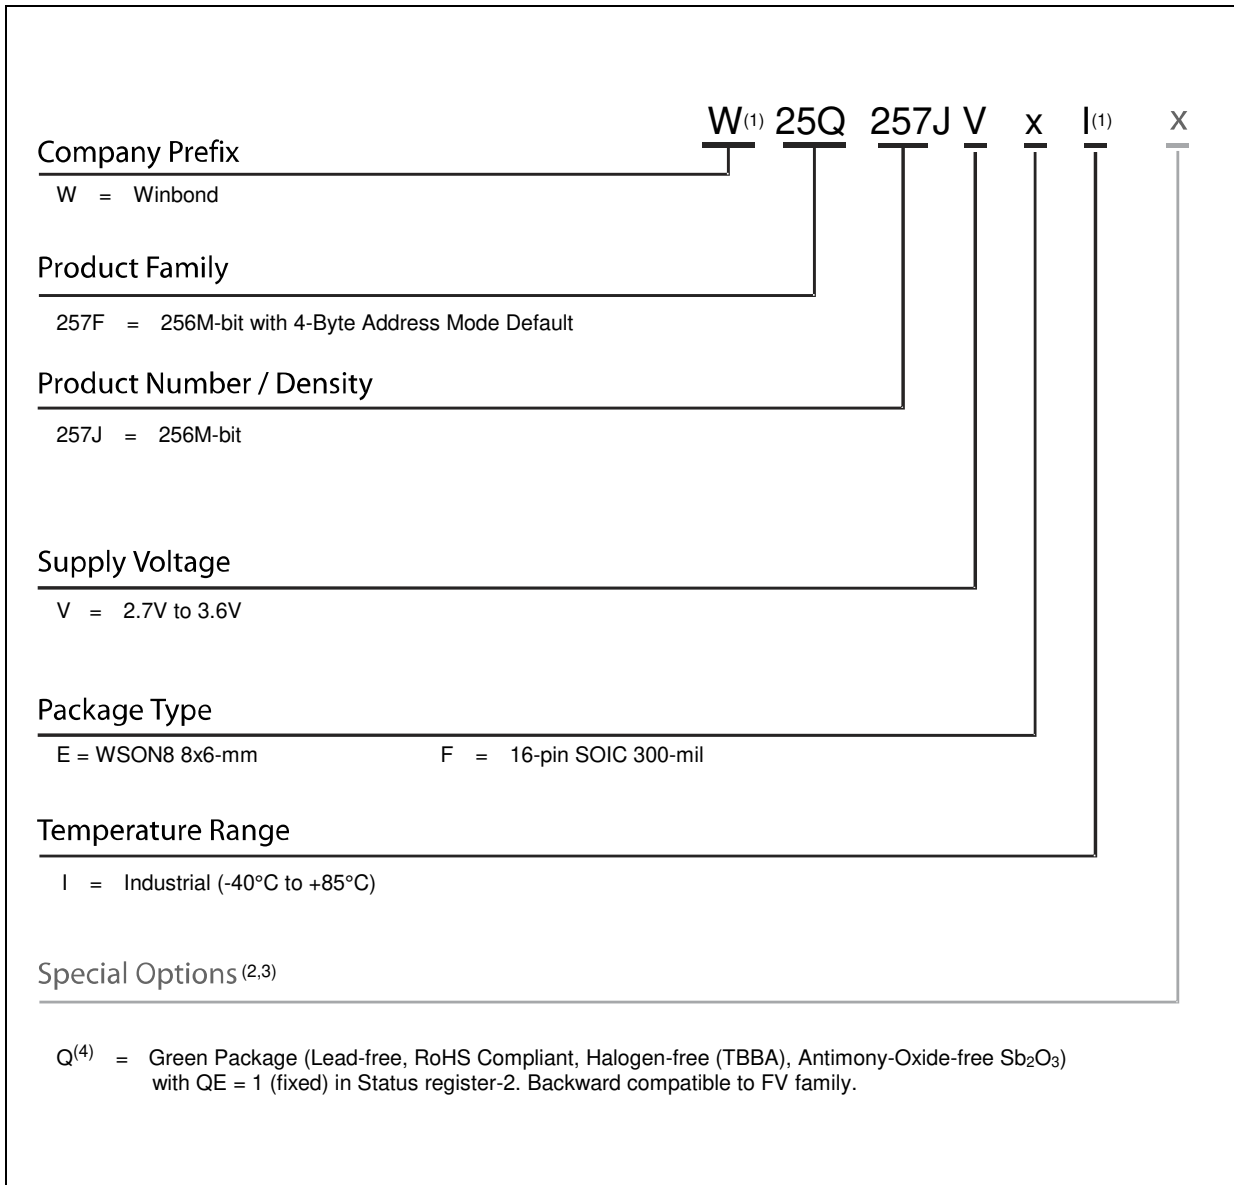 W(1) 25Q 257J V x I(1) x
Company Prefix
W = Winbond
Product Family
257F = 256M-bit with 4-Byte Address Mode Default
Product Number / Density
257J = 256M-bit
Supply Voltage
V = 2.7V to 3.6V
Package Type
E = WSON8 8x6-mm F = 16-pin SOIC 300-mil
Temperature Range
I = Industrial (-40°C to +85°C)
Special Options (2,3)
Q(4) = Green Package (Lead-free, RoHS Compliant, Halogen-free (TBBA), Antimony-Oxide-free Sb2O3)
with QE = 1 (fixed) in Status register-2. Backward compatible to FV family.